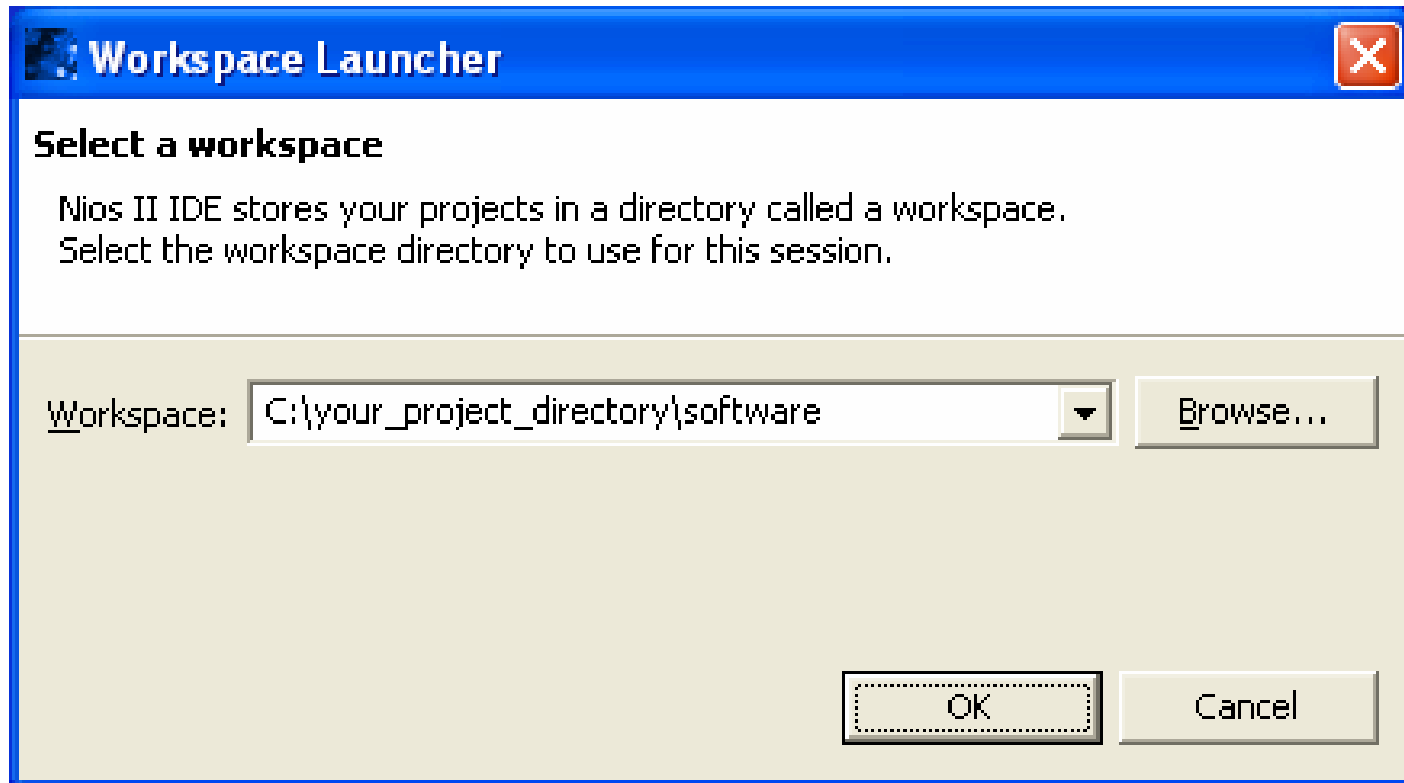 Workspace Launcher
Select a workspace
Nios II IDE stores your projects in a directory called a workspace.
Select the workspace directory to use for this session.
Workspace: C:\your_project_directory\software Browse...
OK Cancel